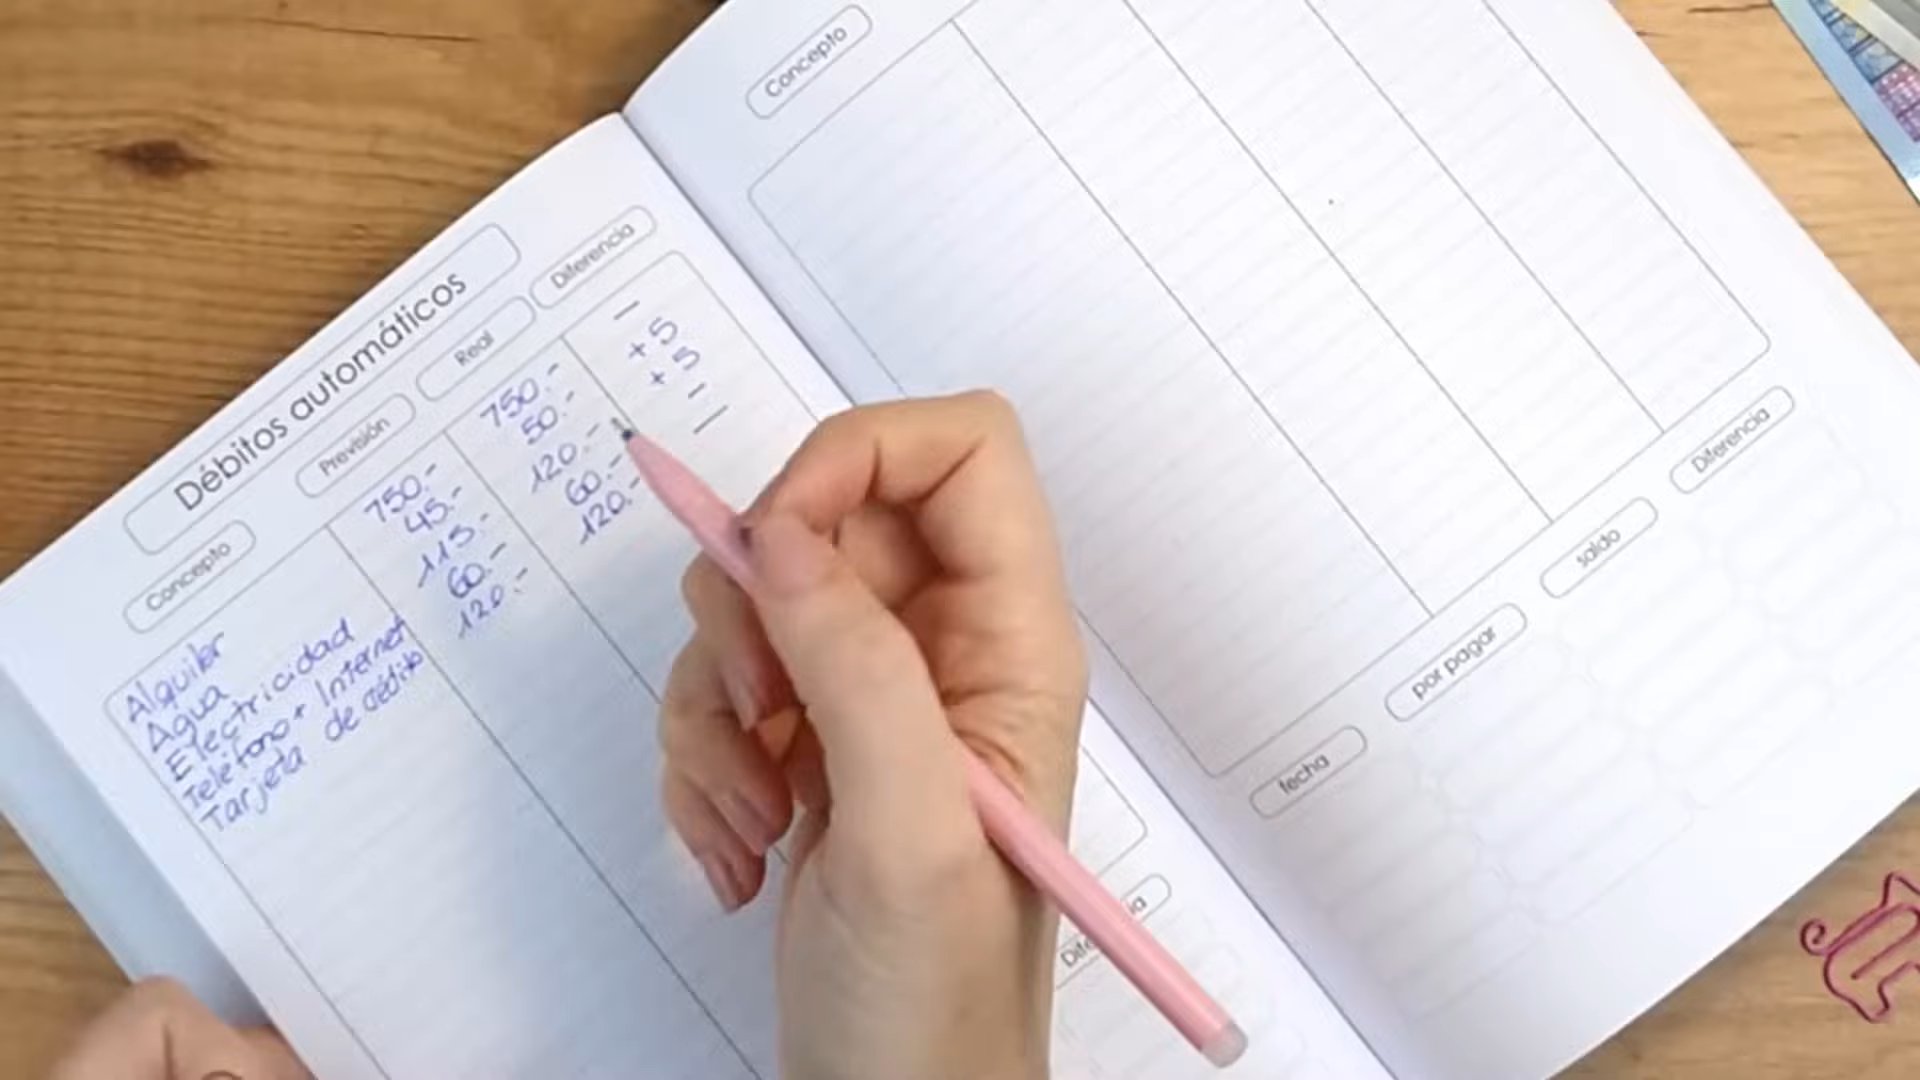 Débitos automáticos
Concepto Previsión Real Diferencia
Alquiler 750.- 750.- —
Agua 45.- 50.- + 5
Electricidad 115.- 120.- + 5
Teléfono + Internet 60.- 60.- —
Tarjeta de crédito 120.- 120.- —
Concepto
fecha por pagar saldo Diferencia